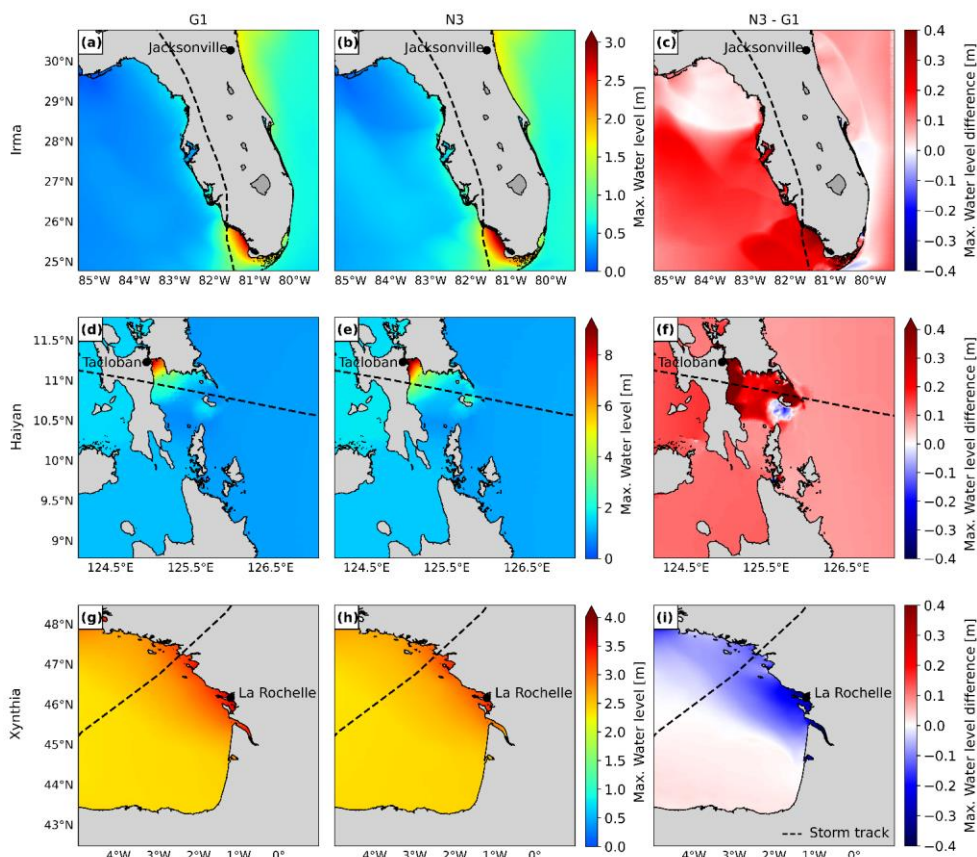 G1 N3 N3 - G1
(a) Jacksonville (b) Jacksonville (c) Jacksonville
30°N
29°N
28°N
27°N
26°N
25°N
Irma
85°W 84°W 83°W 82°W 81°W 80°W
85°W 84°W 83°W 82°W 81°W 80°W
85°W 84°W 83°W 82°W 81°W 80°W
3.0
2.5
2.0
1.5
1.0
0.5
0.0
Max. Water level [m]
0.4
0.3
0.2
0.1
0.0
−0.1
−0.2
−0.3
−0.4
Max. Water level difference [m]
(d) Tacloban (e) Tacloban (f) Tacloban
11.5°N
11°N
10.5°N
10°N
9.5°N
9°N
Haiyan
124.5°E 125.5°E 126.5°E
124.5°E 125.5°E 126.5°E
124.5°E 125.5°E 126.5°E
8
6
4
2
0
Max. Water level [m]
0.4
0.3
0.2
0.1
0.0
−0.1
−0.2
−0.3
−0.4
Max. Water level difference [m]
(g) La Rochelle (h) La Rochelle (i) La Rochelle
48°N
47°N
46°N
45°N
44°N
43°N
Xynthia
4°W 2°W 0°
4°W 2°W 0°
4°W 2°W 0°
4.0
3.5
3.0
2.5
2.0
1.5
1.0
0.5
0.0
Max. Water level [m]
0.4
0.3
0.2
0.1
0.0
−0.1
−0.2
−0.3
−0.4
Max. Water level difference [m]
Storm track